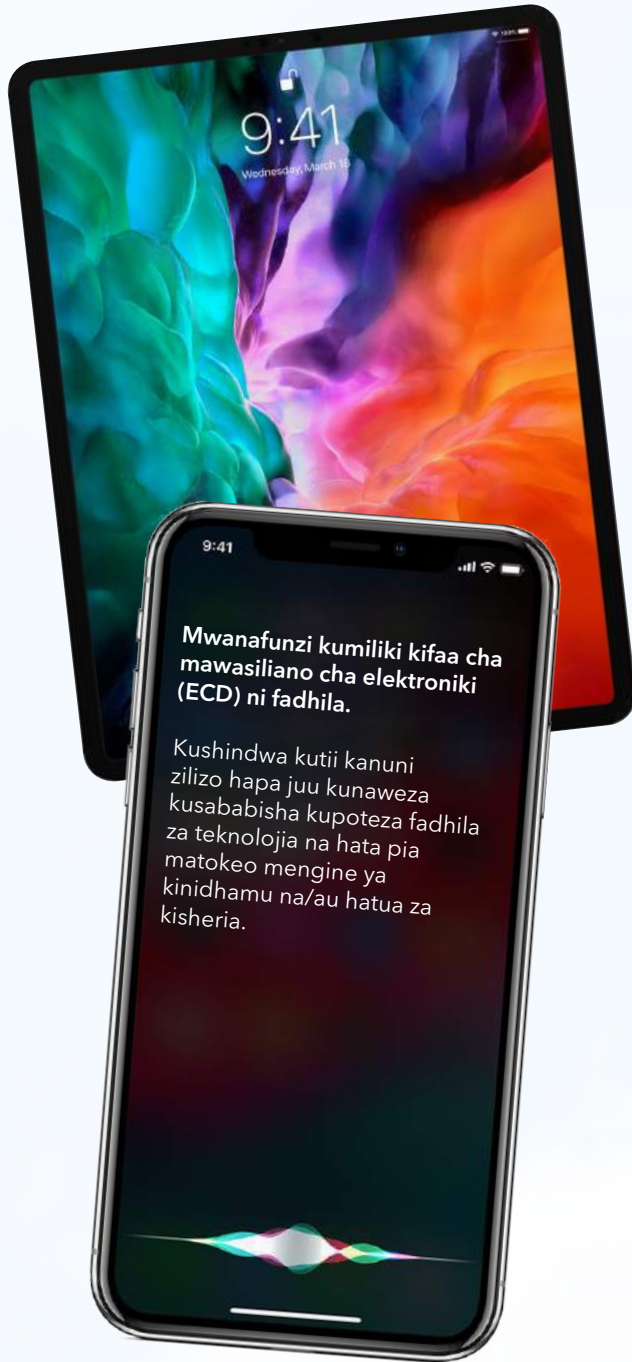 100%
9:41
Wednesday, March 18
9:41
Mwanafunzi kumiliki kifaa cha
mawasiliano cha elektroniki
(ECD) ni fadhila.
Kushindwa kutii kanuni
zilizo hapa juu kunaweza
kusababisha kupoteza fadhila
za teknolojia na hata pia
matokeo mengine ya
kinidhamu na/au hatua za
kisheria.